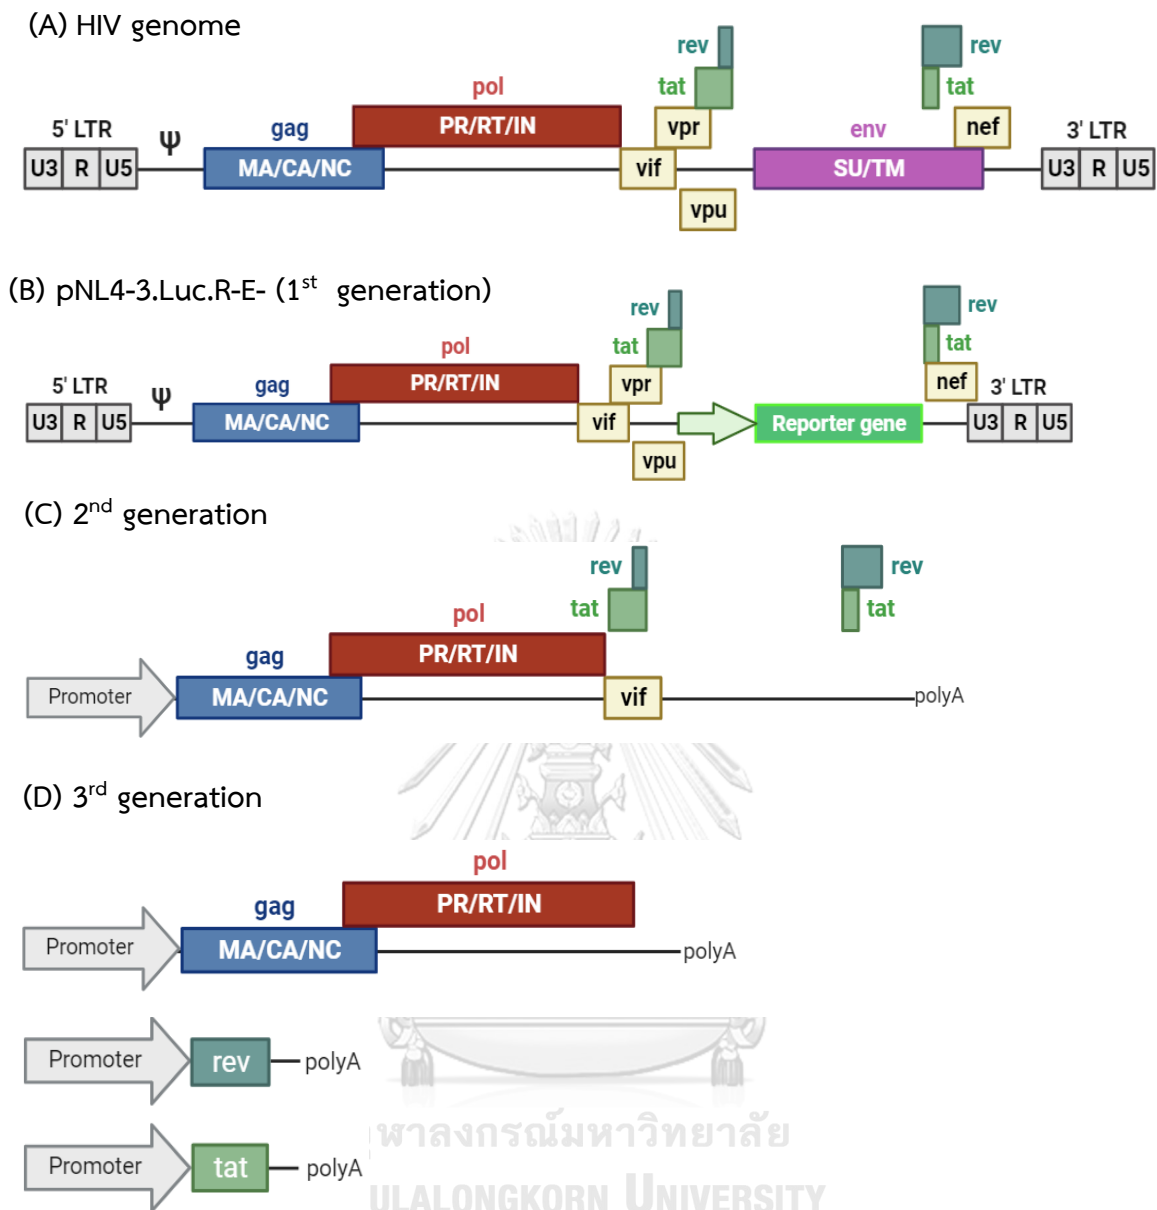 (A) HIV genome
rev
rev
pol
tat
tat
5' LTR
ψ
gag
PR/RT/IN
vpr
env
nef
3' LTR
U3 R U5
MA/CA/NC
vif
SU/TM
U3 R U5
vpu
(B) pNL4-3.Luc.R-E- (1st generation)
rev
rev
pol
tat
tat
5' LTR
ψ
gag
PR/RT/IN
vpr
nef
3' LTR
U3 R U5
MA/CA/NC
vif
Reporter gene
U3 R U5
vpu
(C) 2nd generation
rev
rev
pol
tat
tat
gag
PR/RT/IN
Promoter
MA/CA/NC
vif
polyA
(D) 3rd generation
pol
gag
PR/RT/IN
Promoter
MA/CA/NC
polyA
Promoter
rev
polyA
Promoter
tat
polyA
หาลงกรณ์มหาวิทยาลัย
ULALONGKORN UNIVERSITY